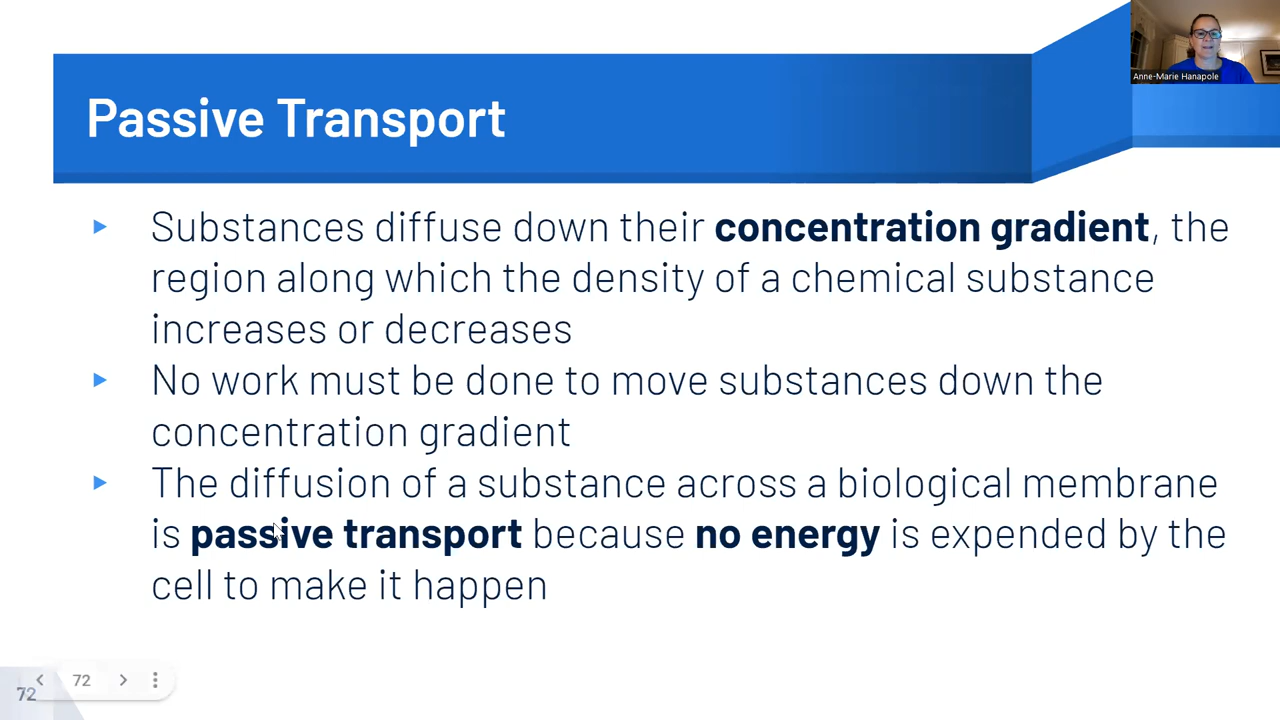 Anne-Marie Hanapole
Passive Transport
Substances diffuse down their concentration gradient, the
region along which the density of a chemical substance
increases or decreases
No work must be done to move substances down the
concentration gradient
The diffusion of a substance across a biological membrane
is passive transport because no energy is expended by the
cell to make it happen
72
72